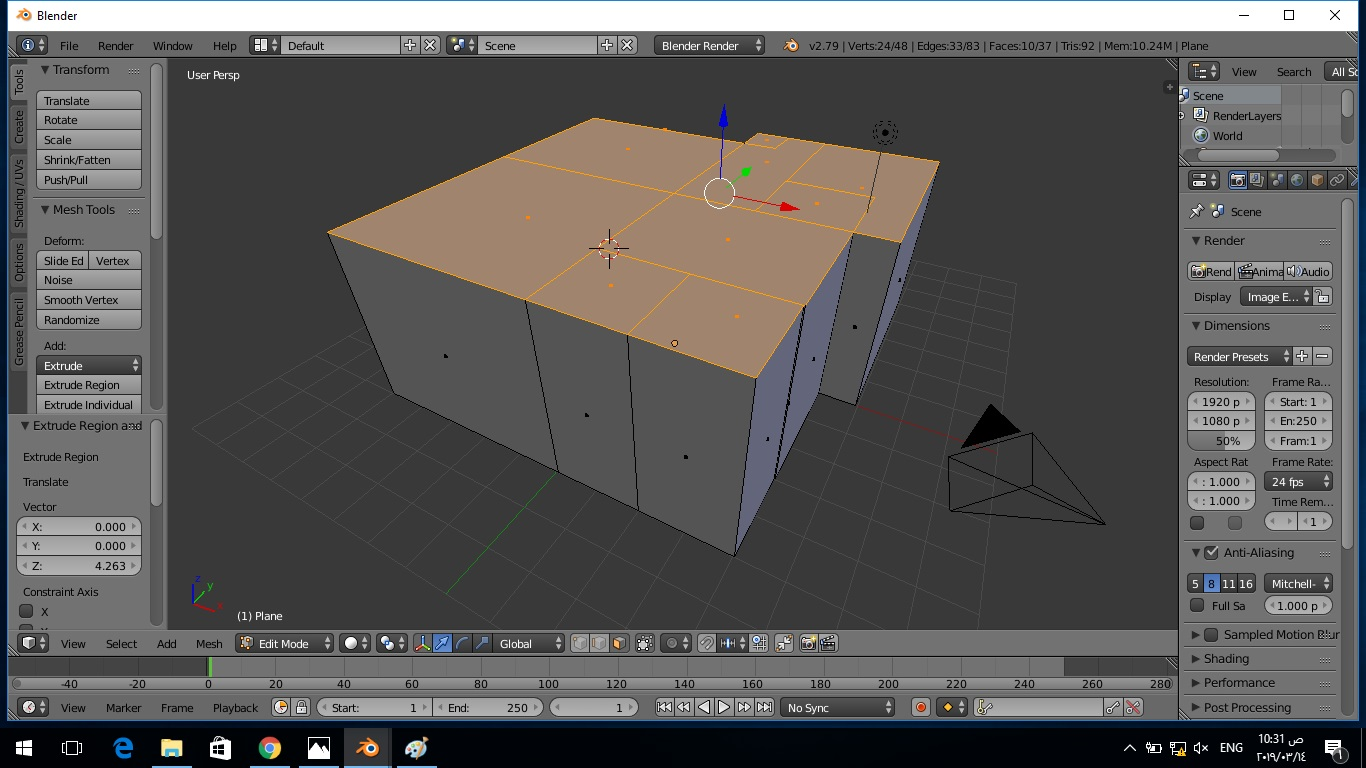 Blender
File Render Window Help Default Scene Blender Render v2.79 | Verts:24/48 | Edges:33/83 | Faces:10/37 | Tris:92 | Mem:10.24M | Plane
Tools
Create
Shading / UVs
Options
Grease Pencil
Transform
Translate
Rotate
Scale
Shrink/Fatten
Push/Pull
Mesh Tools
Deform:
Slide Ed Vertex
Noise
Smooth Vertex
Randomize
Add:
Extrude
Extrude Region
Extrude Individual
Extrude Region and
Extrude Region
Translate
Vector
X: 0.000
Y: 0.000
Z: 4.263
Constraint Axis
X
User Persp
z
y
x
(1) Plane
View Select Add Mesh Edit Mode Global
-40 -20 0 20 40 60 80 100 120 140 160 180 200 220 240 260 280
View Marker Frame Playback Start: 1 End: 250 1 No Sync
View Search All Sc
Scene
RenderLayers
World
Scene
Render
Rend Anima Audio
Display Image E...
Dimensions
Render Presets
Resolution: Frame Ra...
1920 p Start: 1
1080 p En:250
50% Fram:1
Aspect Rat Frame Rate:
: 1.000 24 fps
: 1.000 Time Rem...
1
Anti-Aliasing
5 8 11 16 Mitchell-
Full Sa 1.000 p
Sampled Motion Blur
Shading
Performance
Post Processing
ENG
10:31 ص
٢٠١٩/٠٣/١٤
1